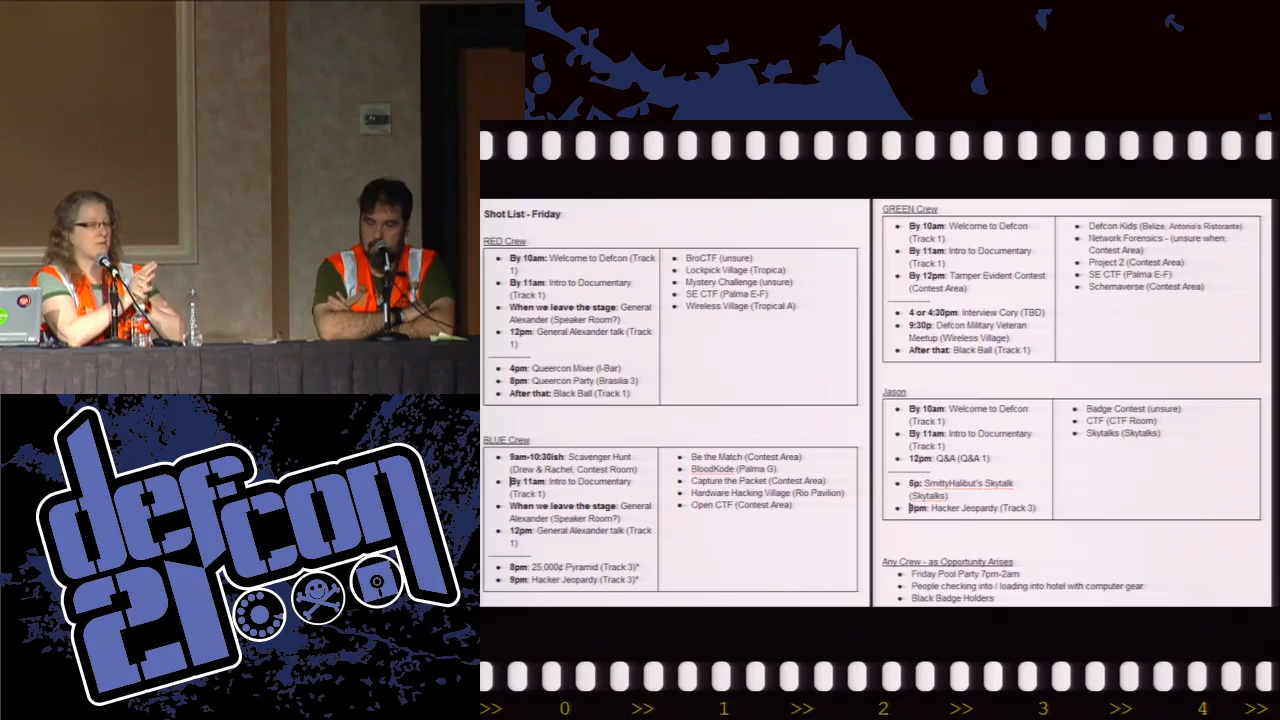 Shot List - Friday
RED Crew
By 10am: Welcome to Defcon (Track
1)
By 11am: Intro to Documentary
(Track 1)
When we leave the stage: General
Alexander (Speaker Room?)
12pm: General Alexander talk (Track
1)
---------------
4pm: Queercon Mixer (I-Bar)
8pm: Queercon Party (Brasilia 3)
After that: Black Ball (Track 1)
BroCTF (unsure)
Lockpick Village (Tropica)
Mystery Challenge (unsure)
SE CTF (Palma E-F)
Wireless Village (Tropical A)
BLUE Crew
9am-10:30ish: Scavenger Hunt
(Drew & Rachel, Contest Room)
By 11am: Intro to Documentary
(Track 1)
When we leave the stage: General
Alexander (Speaker Room?)
12pm: General Alexander talk (Track
1)
---------------
8pm: 25,000¢ Pyramid (Track 3)*
9pm: Hacker Jeopardy (Track 3)*
Be the Match (Contest Area)
BloodKode (Palma G)
Capture the Packet (Contest Area)
Hardware Hacking Village (Rio Pavilion)
Open CTF (Contest Area)
GREEN Crew
By 10am: Welcome to Defcon
(Track 1)
By 11am: Intro to Documentary
(Track 1)
By 12pm: Tamper Evident Contest
(Contest Area)
---------------
4 or 4:30pm: Interview Cory (TBD)
9:30p: Defcon Military Veteran
Meetup (Wireless Village)
After that: Black Ball (Track 1)
Defcon Kids (Belize, Antonio's Ristorante)
Network Forensics - (unsure when,
Contest Area)
Project 2 (Contest Area)
SE CTF (Palma E-F)
Schemaverse (Contest Area)
Jason
By 10am: Welcome to Defcon
(Track 1)
By 11am: Intro to Documentary
(Track 1)
12pm: Q&A (Q&A 1)
---------------
6p: SmittyHalibut's Skytalk
(Skytalks)
9pm: Hacker Jeopardy (Track 3)
Badge Contest (unsure)
CTF (CTF Room)
Skytalks (Skytalks)
Any Crew - as Opportunity Arises
Friday Pool Party 7pm-2am
People checking into / loading into hotel with computer gear
Black Badge Holders
>> 0 >> 1 >> 2 >> 3 >> 4 >>
defcon
21